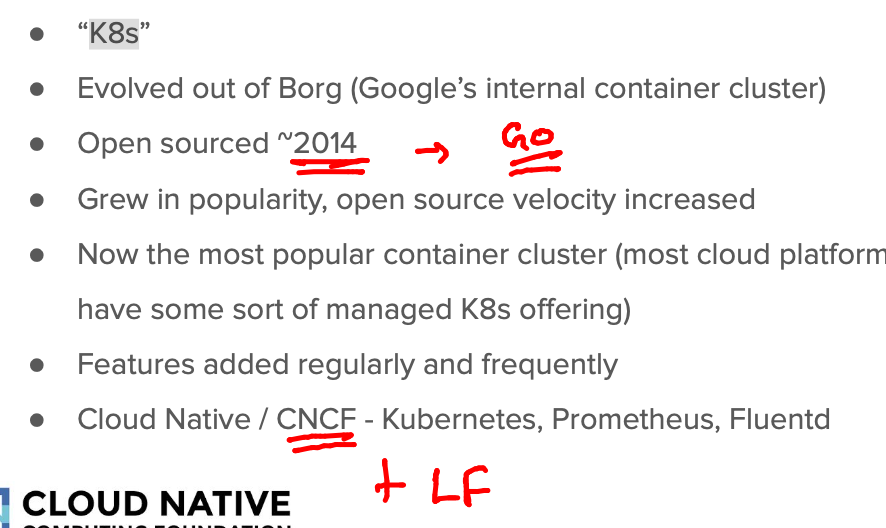 ● “K8s”
● Evolved out of Borg (Google’s internal container cluster)
● Open sourced ~2014 → GO
● Grew in popularity, open source velocity increased
● Now the most popular container cluster (most cloud platform
have some sort of managed K8s offering)
● Features added regularly and frequently
● Cloud Native / CNCF - Kubernetes, Prometheus, Fluentd
+ LF
CLOUD NATIVE
COMPUTING FOUNDATION